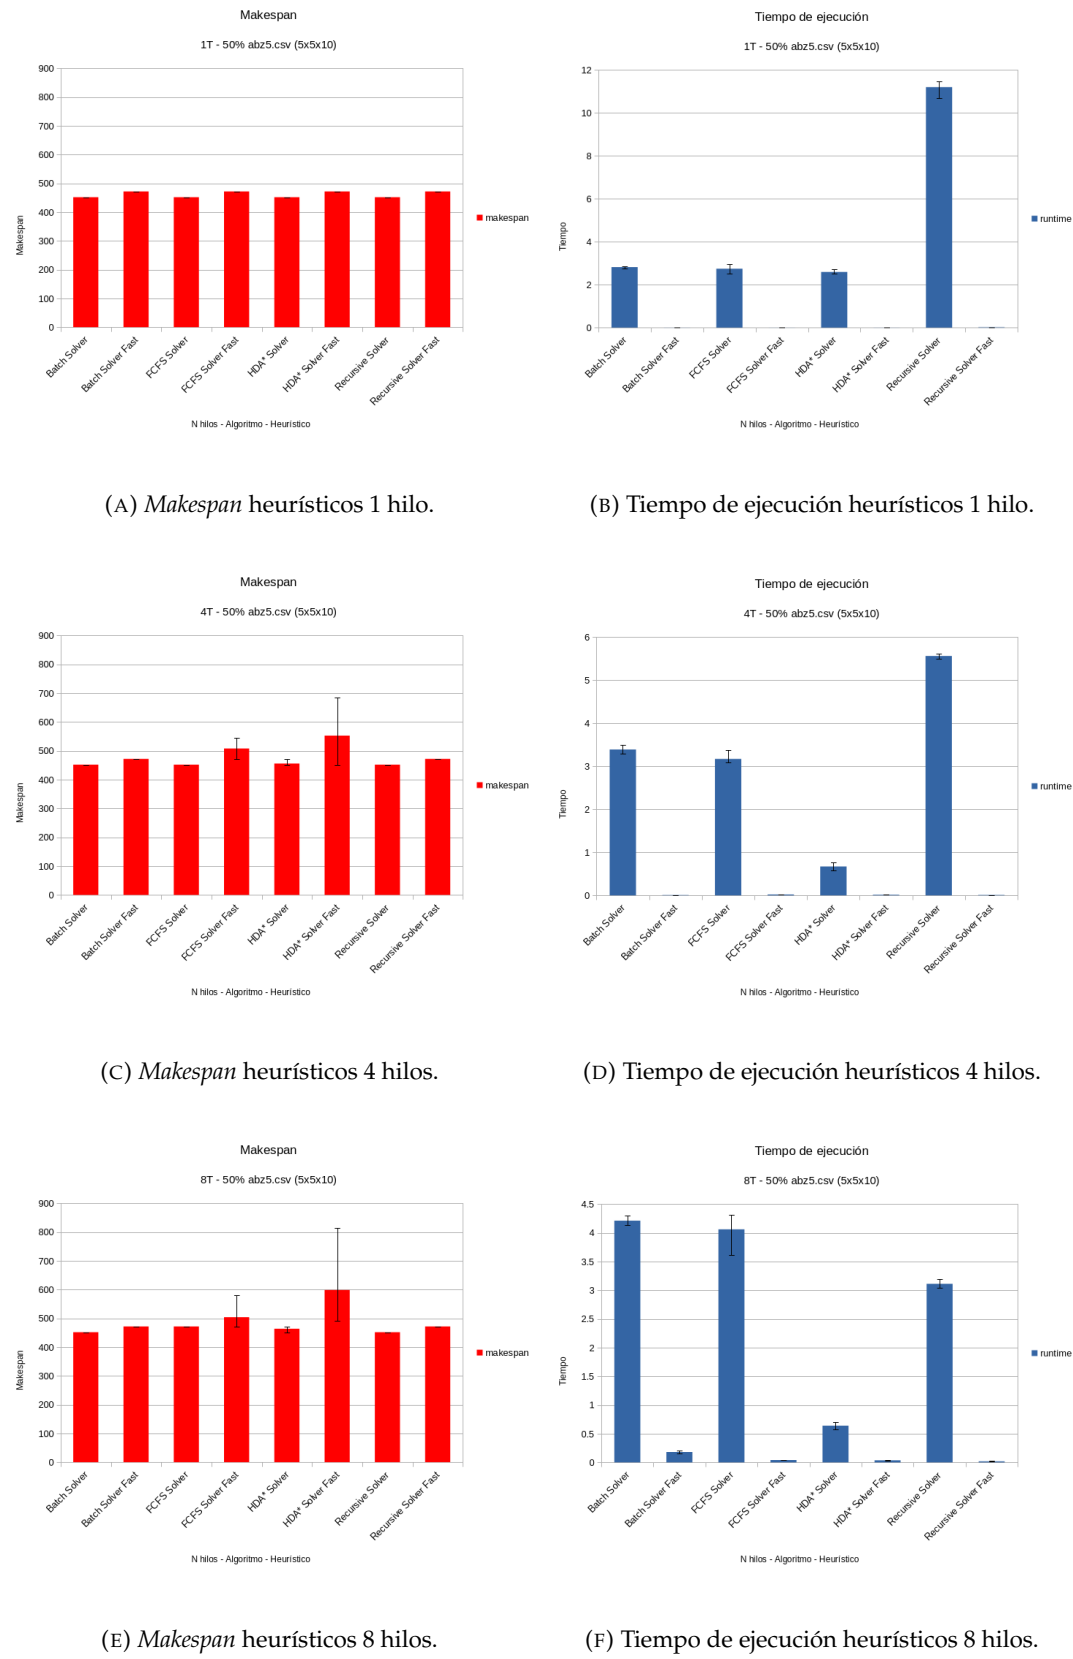 Makespan
1T - 50% abz5.csv (5x5x10)
900
800
700
600
500
400
300
200
100
0
Makespan
Batch Solver
Batch Solver Fast
FCFS Solver
FCFS Solver Fast
HDA* Solver
HDA* Solver Fast
Recursive Solver
Recursive Solver Fast
N hilos - Algoritmo - Heurístico
makespan
Tiempo de ejecución
1T - 50% abz5.csv (5x5x10)
12
10
8
6
4
2
0
Tiempo
Batch Solver
Batch Solver Fast
FCFS Solver
FCFS Solver Fast
HDA* Solver
HDA* Solver Fast
Recursive Solver
Recursive Solver Fast
N hilos - Algoritmo - Heurístico
runtime
(A) Makespan heurísticos 1 hilo.
(B) Tiempo de ejecución heurísticos 1 hilo.
Makespan
4T - 50% abz5.csv (5x5x10)
900
800
700
600
500
400
300
200
100
0
Makespan
Batch Solver
Batch Solver Fast
FCFS Solver
FCFS Solver Fast
HDA* Solver
HDA* Solver Fast
Recursive Solver
Recursive Solver Fast
N hilos - Algoritmo - Heurístico
makespan
Tiempo de ejecución
4T - 50% abz5.csv (5x5x10)
6
5
4
3
2
1
0
Tiempo
Batch Solver
Batch Solver Fast
FCFS Solver
FCFS Solver Fast
HDA* Solver
HDA* Solver Fast
Recursive Solver
Recursive Solver Fast
N hilos - Algoritmo - Heurístico
runtime
(C) Makespan heurísticos 4 hilos.
(D) Tiempo de ejecución heurísticos 4 hilos.
Makespan
8T - 50% abz5.csv (5x5x10)
900
800
700
600
500
400
300
200
100
0
Makespan
Batch Solver
Batch Solver Fast
FCFS Solver
FCFS Solver Fast
HDA* Solver
HDA* Solver Fast
Recursive Solver
Recursive Solver Fast
N hilos - Algoritmo - Heurístico
makespan
Tiempo de ejecución
8T - 50% abz5.csv (5x5x10)
4.5
4
3.5
3
2.5
2
1.5
1
0.5
0
Tiempo
Batch Solver
Batch Solver Fast
FCFS Solver
FCFS Solver Fast
HDA* Solver
HDA* Solver Fast
Recursive Solver
Recursive Solver Fast
N hilos - Algoritmo - Heurístico
runtime
(E) Makespan heurísticos 8 hilos.
(F) Tiempo de ejecución heurísticos 8 hilos.